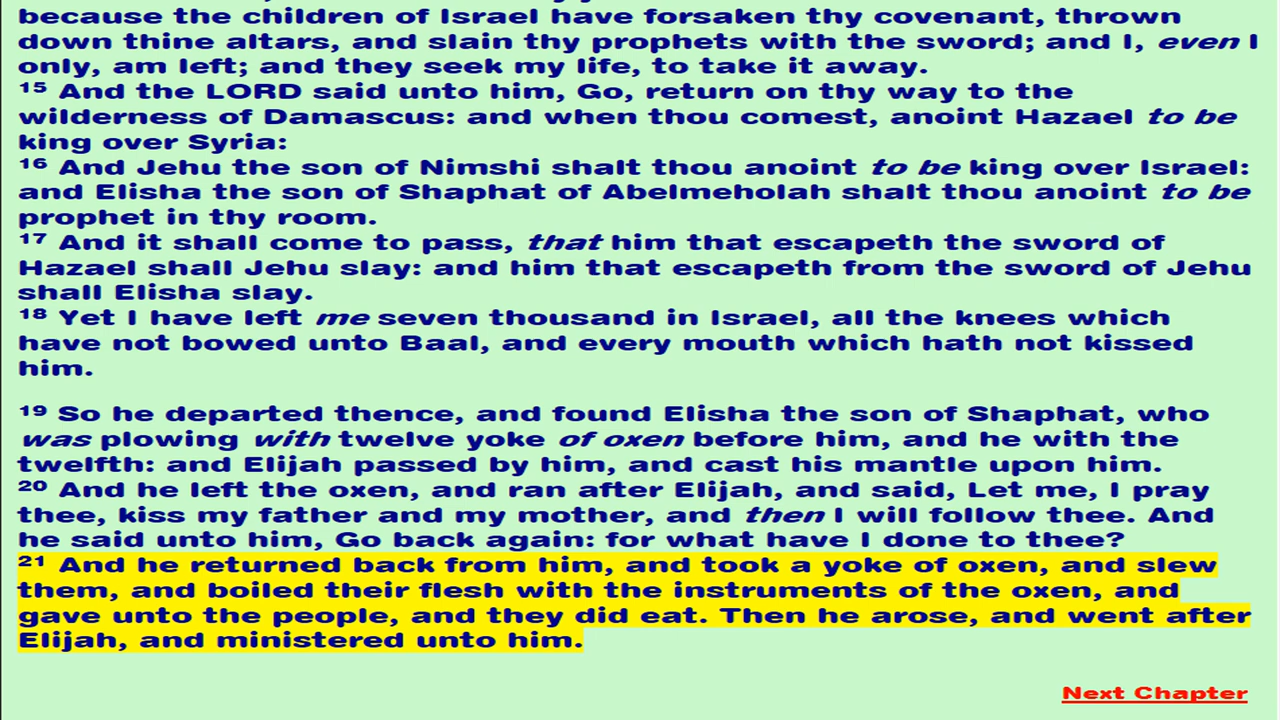 because the children of Israel have forsaken thy covenant, thrown
down thine altars, and slain thy prophets with the sword; and I, even I
only, am left; and they seek my life, to take it away.
15 And the LORD said unto him, Go, return on thy way to the
wilderness of Damascus: and when thou comest, anoint Hazael to be
king over Syria:
16 And Jehu the son of Nimshi shalt thou anoint to be king over Israel:
and Elisha the son of Shaphat of Abelmeholah shalt thou anoint to be
prophet in thy room.
17 And it shall come to pass, that him that escapeth the sword of
Hazael shall Jehu slay: and him that escapeth from the sword of Jehu
shall Elisha slay.
18 Yet I have left me seven thousand in Israel, all the knees which
have not bowed unto Baal, and every mouth which hath not kissed
him.
19 So he departed thence, and found Elisha the son of Shaphat, who
was plowing with twelve yoke of oxen before him, and he with the
twelfth: and Elijah passed by him, and cast his mantle upon him.
20 And he left the oxen, and ran after Elijah, and said, Let me, I pray
thee, kiss my father and my mother, and then I will follow thee. And
he said unto him, Go back again: for what have I done to thee?
21 And he returned back from him, and took a yoke of oxen, and slew
them, and boiled their flesh with the instruments of the oxen, and
gave unto the people, and they did eat. Then he arose, and went after
Elijah, and ministered unto him.
Next Chapter